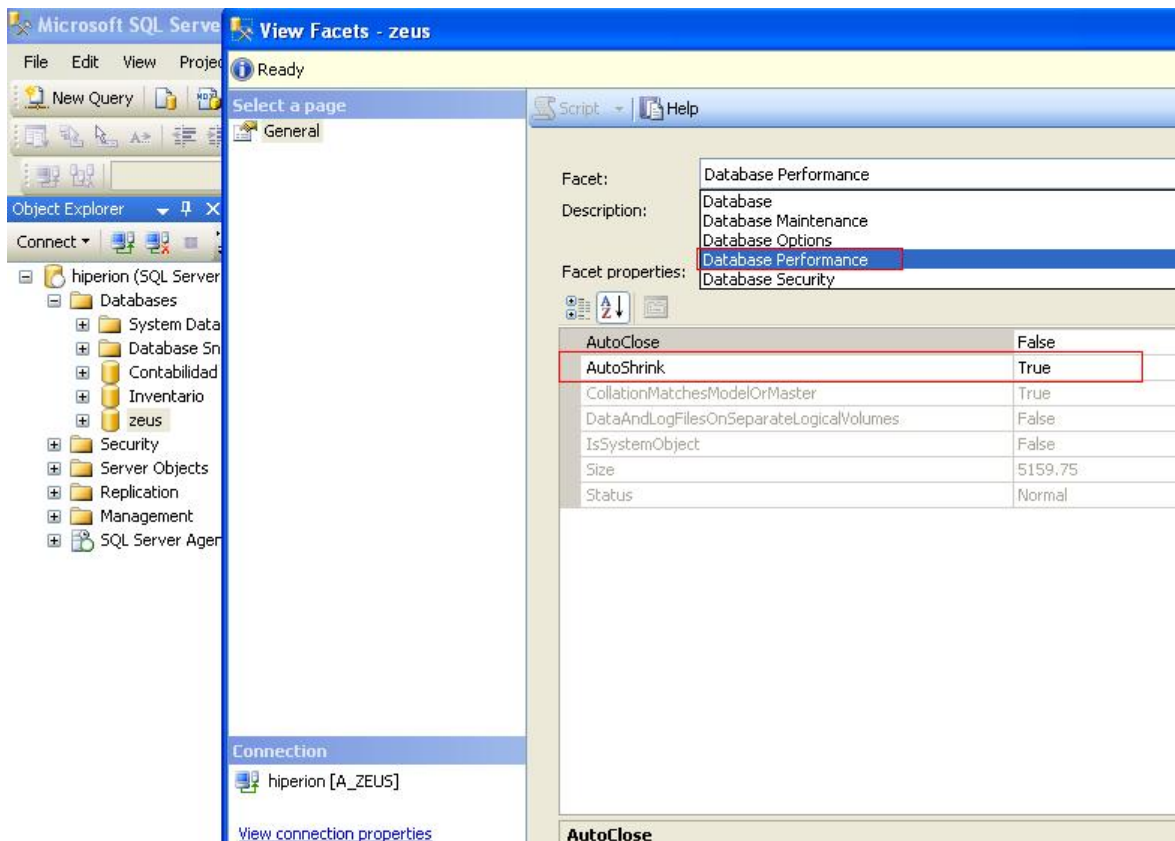 Microsoft SQL Serve
File Edit View Projec
New Query
Object Explorer
Connect
hiperion (SQL Server
Databases
System Data
Database Sn
Contabilidad
Inventario
zeus
Security
Server Objects
Replication
Management
SQL Server Agen
View Facets - zeus
Ready
Select a page
General
Connection
hiperion [A_ZEUS]
View connection properties
Script Help
Facet: Database Performance
Description:
Database
Database Maintenance
Database Options
Database Performance
Database Security
Facet properties:
AutoClose False
AutoShrink True
CollationMatchesModelOrMaster True
DataAndLogFilesOnSeparateLogicalVolumes False
IsSystemObject False
Size 5159.75
Status Normal
AutoClose